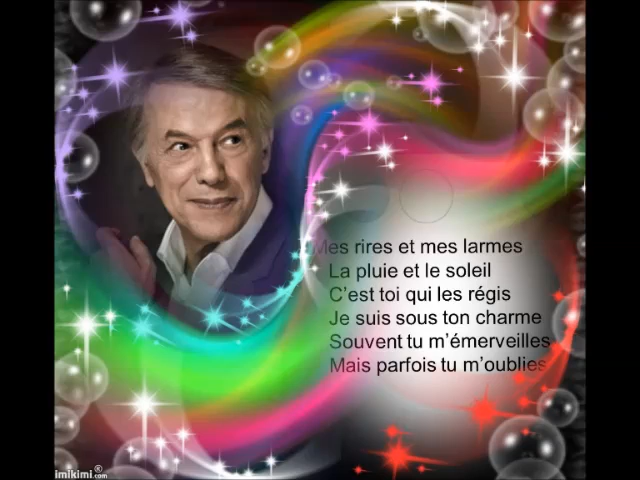 Mes rires et mes larmes
La pluie et le soleil
C'est toi qui les régis
Je suis sous ton charme
Souvent tu m'émerveilles
Mais parfois tu m'oublies
imikimi.com ®